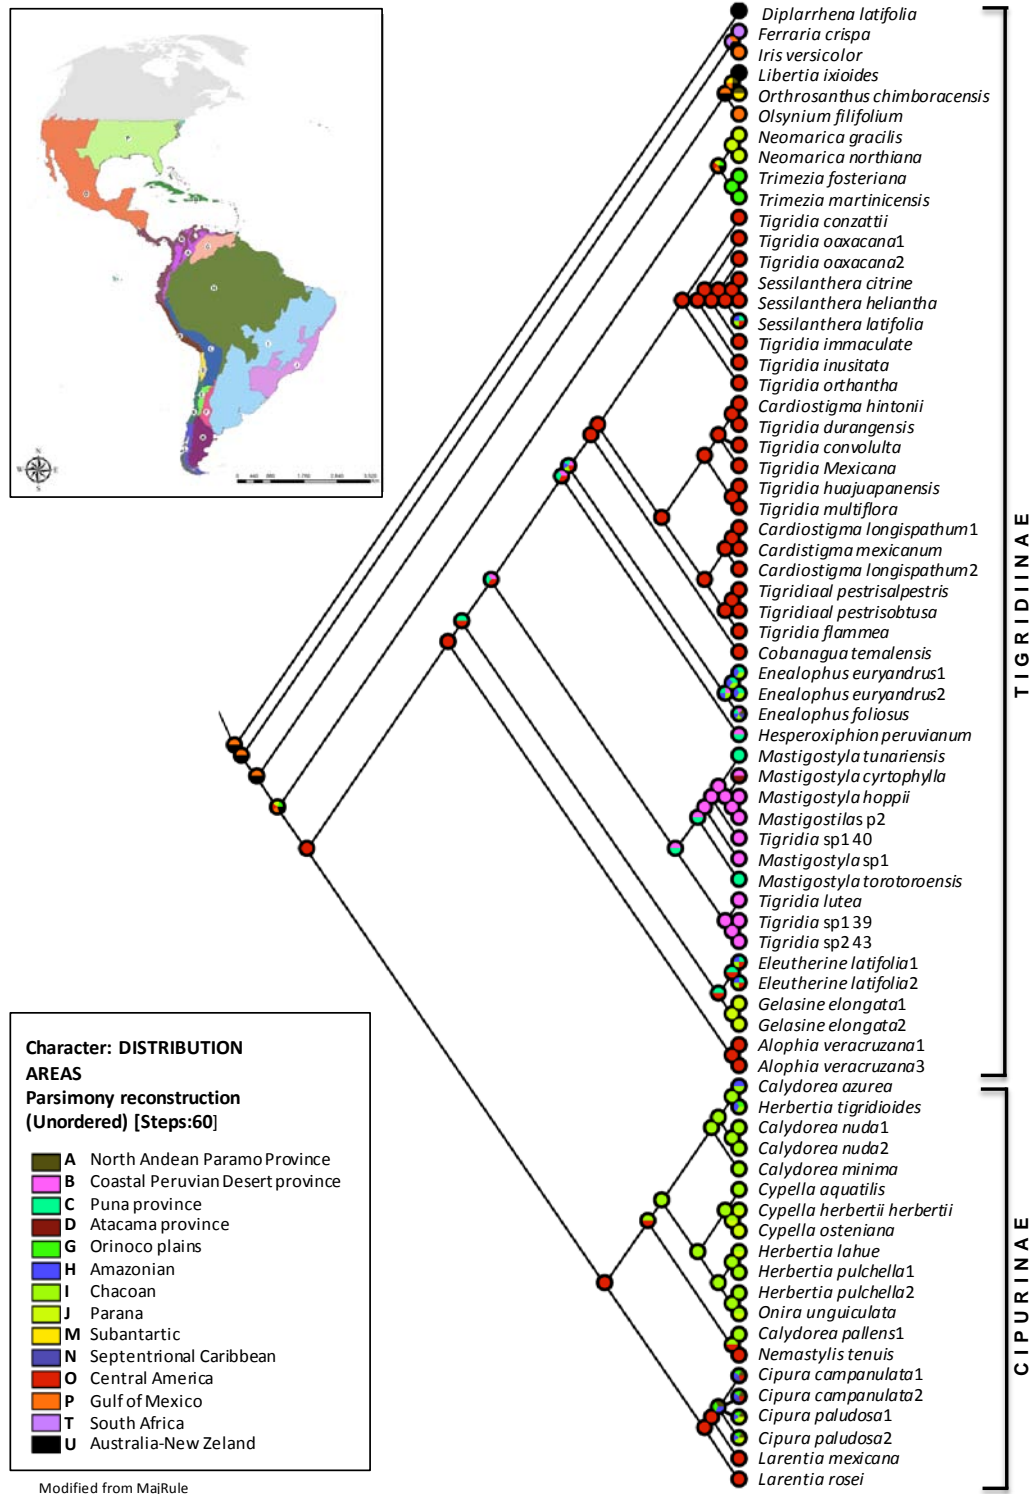 Diplarrhena latifolia
Ferraria crispa
Iris versicolor
Libertia ixioides
Orthrosanthus chimboracensis
Olsynium filifolium
Neomarica gracilis
Neomarica northiana
Trimezia fosteriana
Trimezia martinicensis
Tigridia conzattii
Tigridia oaxacana1
Tigridia oaxacana2
Sessilanthera citrine
Sessilanthera heliantha
Sessilanthera latifolia
Tigridia immaculate
Tigridia inusitata
Tigridia orthantha
Cardiostigma hintonii
Tigridia durangensis
Tigridia convolulta
Tigridia Mexicana
Tigridia huajuapanensis
Tigridia multiflora
Cardiostigma longispathum1
Cardistigma mexicanum
Cardiostigma longispathum2
Tigridiaal pestrisalpestris
Tigridiaal pestrisobtusa
Tigridia flammea
Cobanagua temalensis
Enealophus euryandrus1
Enealophus euryandrus2
Enealophus foliosus
Hesperoxiphion peruvianum
Mastigostyla tunariensis
Mastigostyla cyrtophylla
Mastigostyla hoppii
Mastigostilas p2
Tigridia sp140
Mastigostyla sp1
Mastigostyla torotoroensis
Tigridia lutea
Tigridia sp139
Tigridia sp243
Eleutherine latifolia1
Eleutherine latifolia2
Gelasine elongata1
Gelasine elongata2
Alophia veracruzana1
Alophia veracruzana3
Calydorea azurea
Herbertia tigridioides
Calydorea nuda1
Calydorea nuda2
Calydorea minima
Cypella aquatilis
Cypella herbertii herbertii
Cypella osteniana
Herbertia lahue
Herbertia pulchella1
Herbertia pulchella2
Onira unguiculata
Calydorea pallens1
Nemastylis tenuis
Cipura campanulata1
Cipura campanulata2
Cipura paludosa1
Cipura paludosa2
Larentia mexicana
Larentia rosei
TIGRIDIINAE
CIPURINAE
Character: DISTRIBUTION
AREAS
Parsimony reconstruction
(Unordered) [Steps:60]
A North Andean Paramo Province
B Coastal Peruvian Desert province
C Puna province
D Atacama province
G Orinoco plains
H Amazonian
I Chacoan
J Parana
M Subantartic
N Septentrional Caribbean
O Central America
P Gulf of Mexico
T South Africa
U Australia-New Zeland
Modified from MajRule